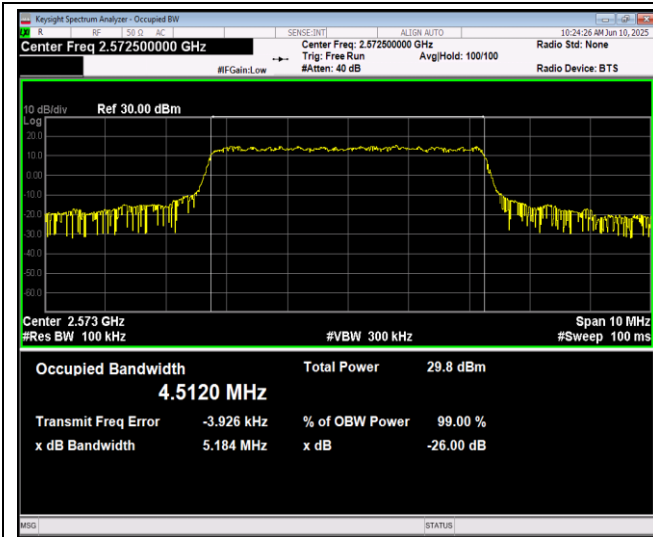 Keysight Spectrum Analyzer - Occupied BW
R RF 50 Ω AC SENSE:INT ALIGN AUTO 10:24:26 AM Jun 10, 2025
Center Freq 2.572500000 GHz Center Freq: 2.572500000 GHz Radio Std: None
Trig: Free Run Avg|Hold: 100/100
#IFGain:Low #Atten: 40 dB Radio Device: BTS
10 dB/div Ref 30.00 dBm
Log
20.0
10.0
0.00
-10.0
-20.0
-30.0
-40.0
-50.0
-60.0
Center 2.573 GHz Span 10 MHz
#Res BW 100 kHz #VBW 300 kHz #Sweep 100 ms
Occupied Bandwidth Total Power 29.8 dBm
4.5120 MHz
Transmit Freq Error -3.926 kHz % of OBW Power 99.00 %
x dB Bandwidth 5.184 MHz x dB -26.00 dB
MSG STATUS